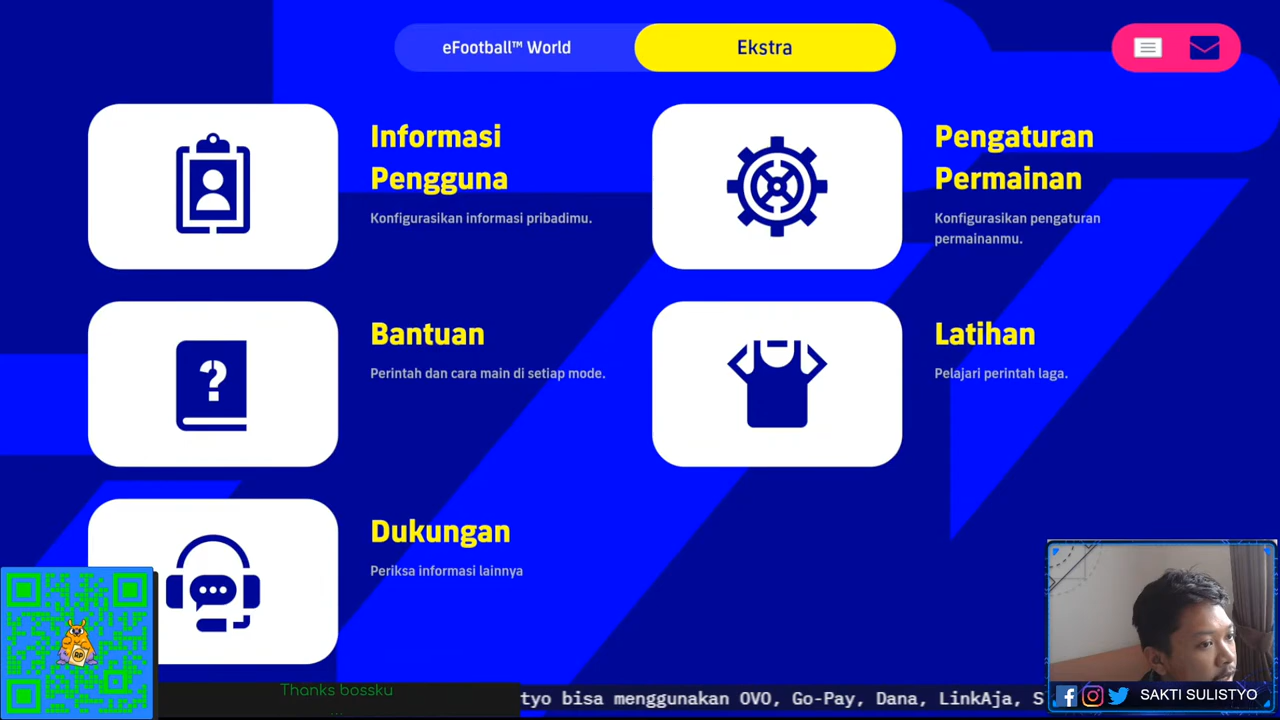 eFootball™ World
Ekstra
Informasi
Pengguna
Konfigurasikan informasi pribadimu.
Pengaturan
Permainan
Konfigurasikan pengaturan
permainanmu.
Bantuan
Perintah dan cara main di setiap mode.
Latihan
Pelajari perintah laga.
Dukungan
Periksa informasi lainnya
RP
Thanks bossku
...
tyo bisa menggunakan OVO, Go-Pay, Dana, LinkAja, S
SAKTI SULISTYO